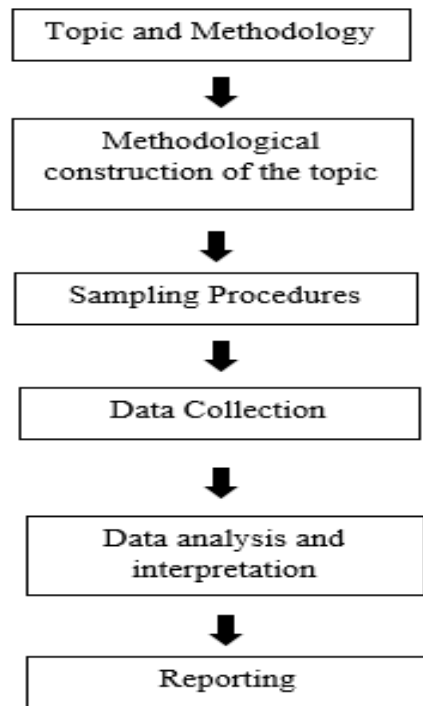 Topic and Methodology
Methodological
construction of the topic
Sampling Procedures
Data Collection
Data analysis and
interpretation
Reporting